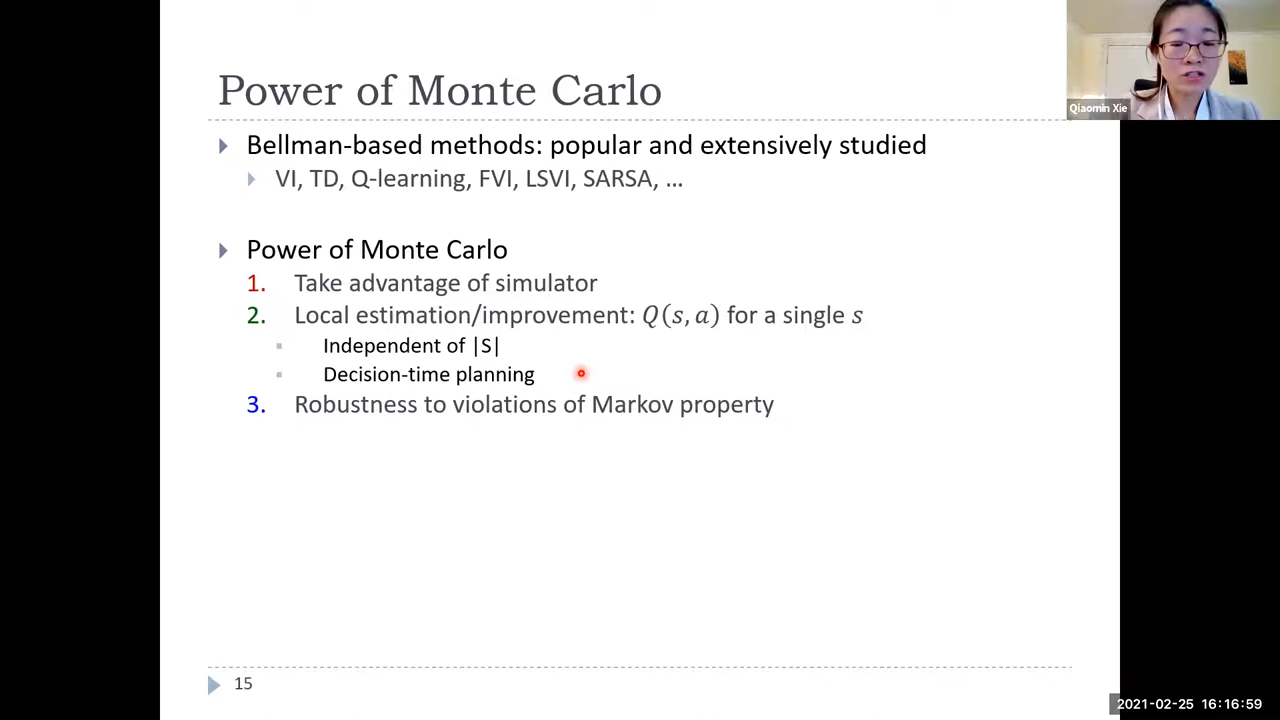 Power of Monte Carlo
Bellman-based methods: popular and extensively studied
VI, TD, Q-learning, FVI, LSVI, SARSA, ...
Power of Monte Carlo
1. Take advantage of simulator
2. Local estimation/improvement: Q(s, a) for a single s
Independent of |S|
Decision-time planning
3. Robustness to violations of Markov property
15
Qiaomin Xie
2021-02-25 16:16:59